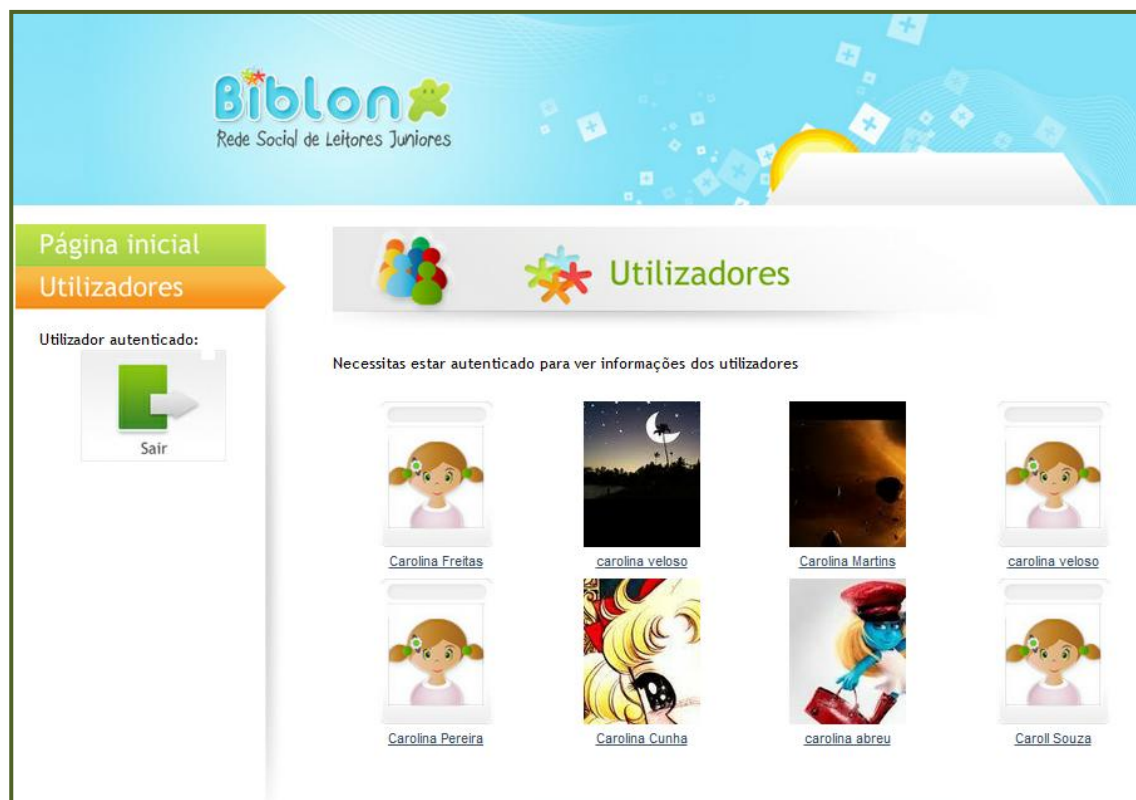 Biblon
Rede Social de Leitores Juniores
Página inicial
Utilizadores
Utilizador autenticado:
Sair
Utilizadores
Necessitas estar autenticado para ver informações dos utilizadores
Carolina Freitas
carolina veloso
Carolina Martins
carolina veloso
Carolina Pereira
Carolina Cunha
carolina abreu
Caroll Souza